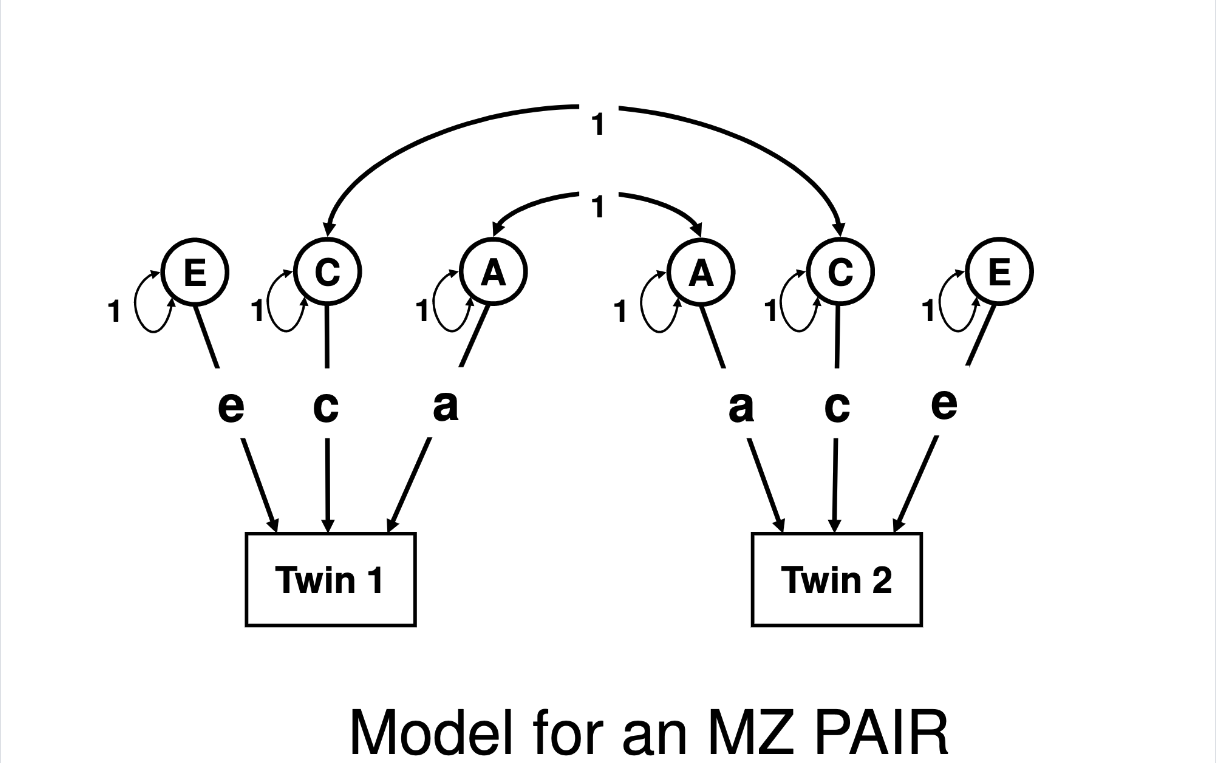 1
1
E C A A C E
1 1 1 1 1 1
e c a a c e
Twin 1 Twin 2
Model for an MZ PAIR